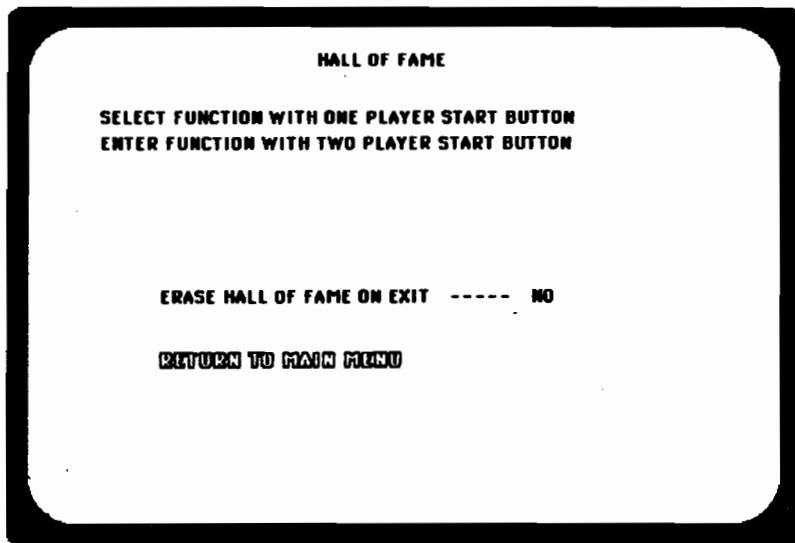 HALL OF FAME
SELECT FUNCTION WITH ONE PLAYER START BUTTON
ENTER FUNCTION WITH TWO PLAYER START BUTTON
ERASE HALL OF FAME ON EXIT ----- NO
RETURN TO MAIN MENU